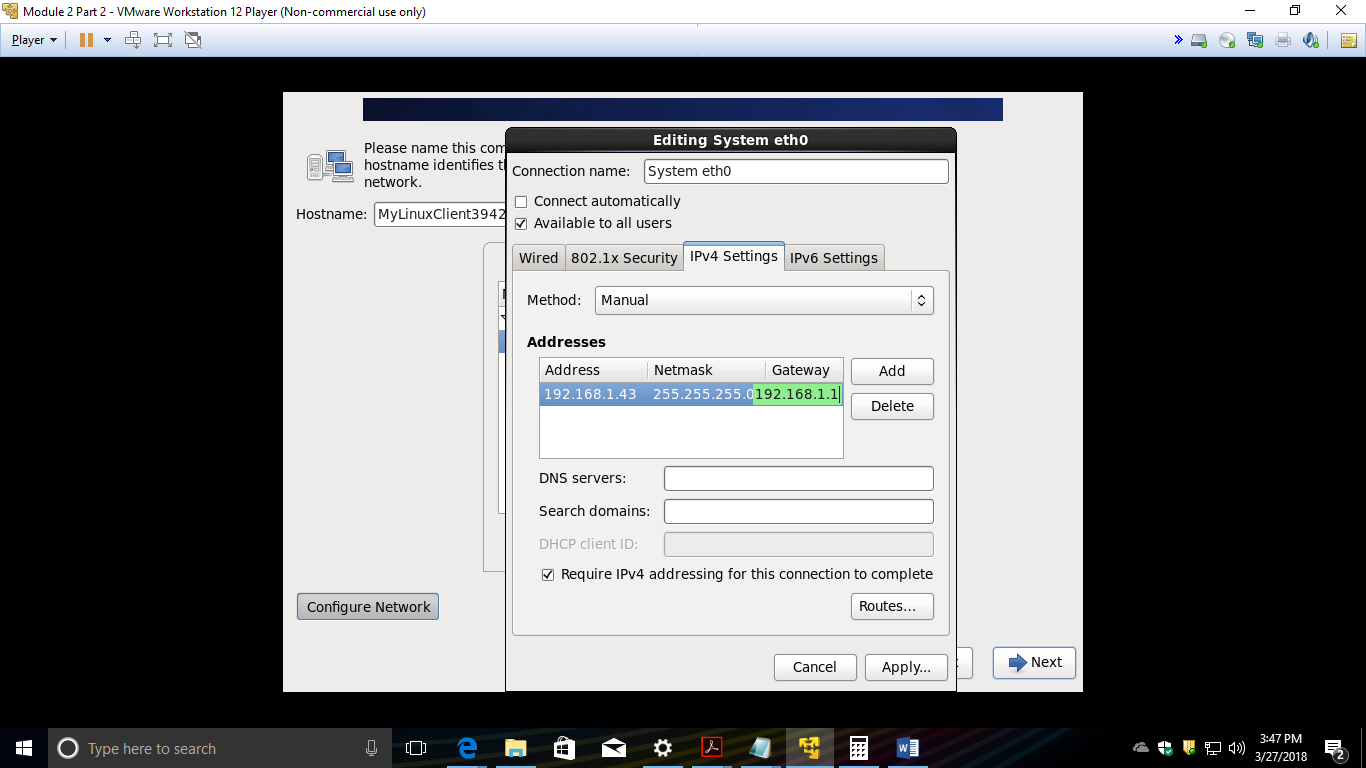 Module 2 Part 2 - VMware Workstation 12 Player (Non-commercial use only)
Player
Please name this com
hostname identifies t
network.
Hostname: MyLinuxClient3942
Editing System eth0
Connection name: System eth0
Connect automatically
Available to all users
Wired 802.1x Security IPv4 Settings IPv6 Settings
Method: Manual
Addresses
Address Netmask Gateway
192.168.1.43 255.255.255.0 192.168.1.1
Add
Delete
DNS servers:
Search domains:
DHCP client ID:
Require IPv4 addressing for this connection to complete
Routes...
Configure Network
Cancel Apply...
Next
Type here to search
3:47 PM
3/27/2018
2